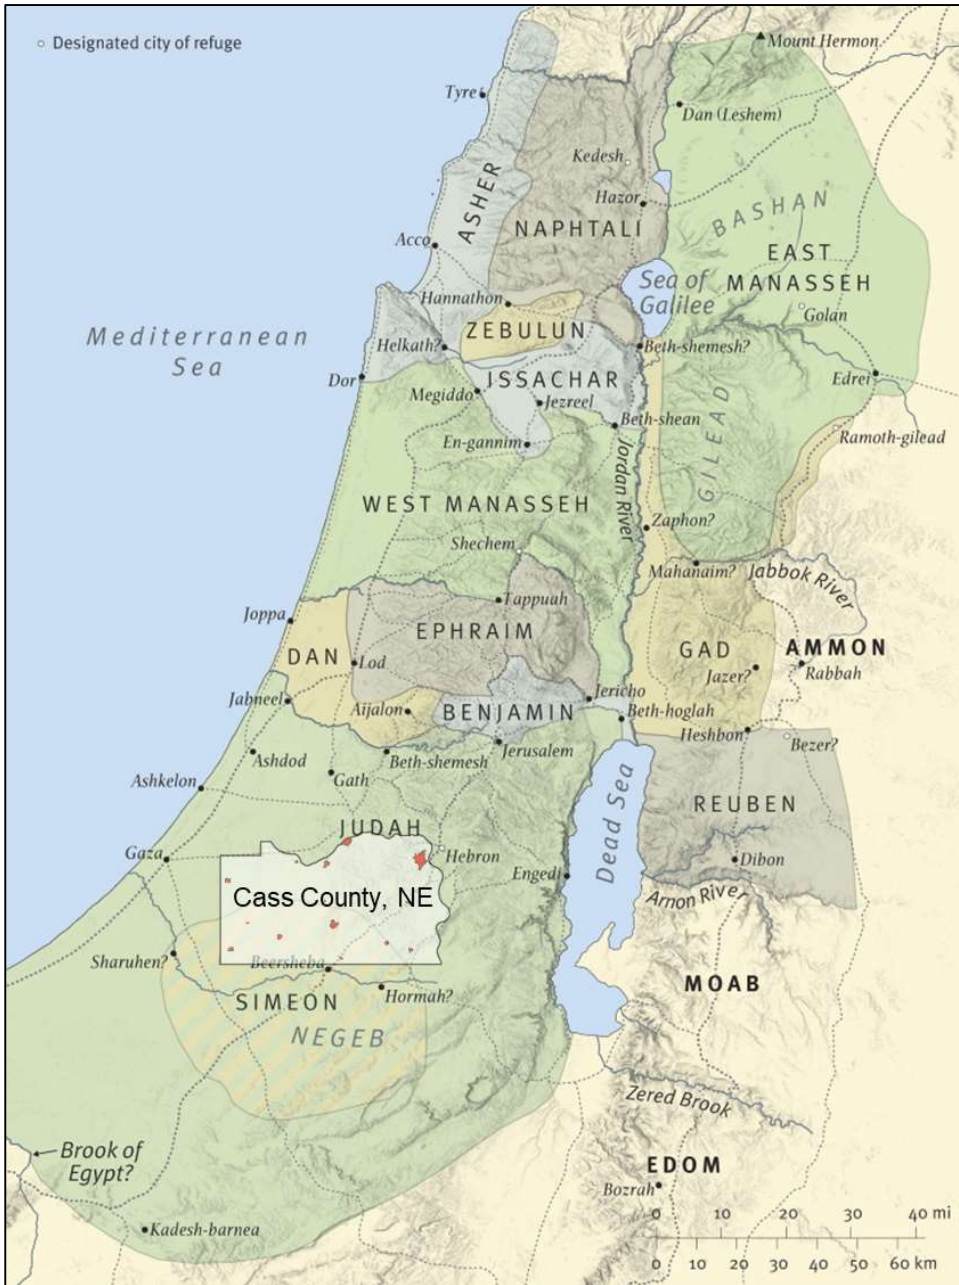 Designated city of refuge
Mount Hermon
Tyre
Dan (Leshem)
Kedesh
ASHER
Hazor
BASHAN
NAPHTALI
Acco
EAST
MANASSEH
Sea of
Galilee
Hannathon
Golan
ZEBULUN
Mediterranean
Sea
Helkath?
Beth-shemesh?
ISSACHAR
Dor
Edrei
Megiddo
Jezreel
Beth-shean
Ramoth-gilead
En-gannim
GILEAD
Jordan River
WEST MANASSEH
Zaphon?
Shechem
Mahanaim?
Jabbok River
Tappuah
Joppa
EPHRAIM
DAN
GAD
AMMON
Lod
Jazer?
Rabbah
Jabneel
Jericho
Aijalon
BENJAMIN
Beth-hoglah
Heshbon
Bezer?
Ashdod
Beth-shemesh
Jerusalem
Gath
Ashkelon
REUBEN
JUDAH
Dead Sea
Gaza
Hebron
Dibon
Engedi
Cass County, NE
Arnon River
Sharuhen?
Beersheba
MOAB
Hormah?
SIMEON
NEGEB
Zered Brook
Brook of
Egypt?
EDOM
Bozrah
0 10 20 30 40 mi
Kadesh-barnea
0 10 20 30 40 50 60 km